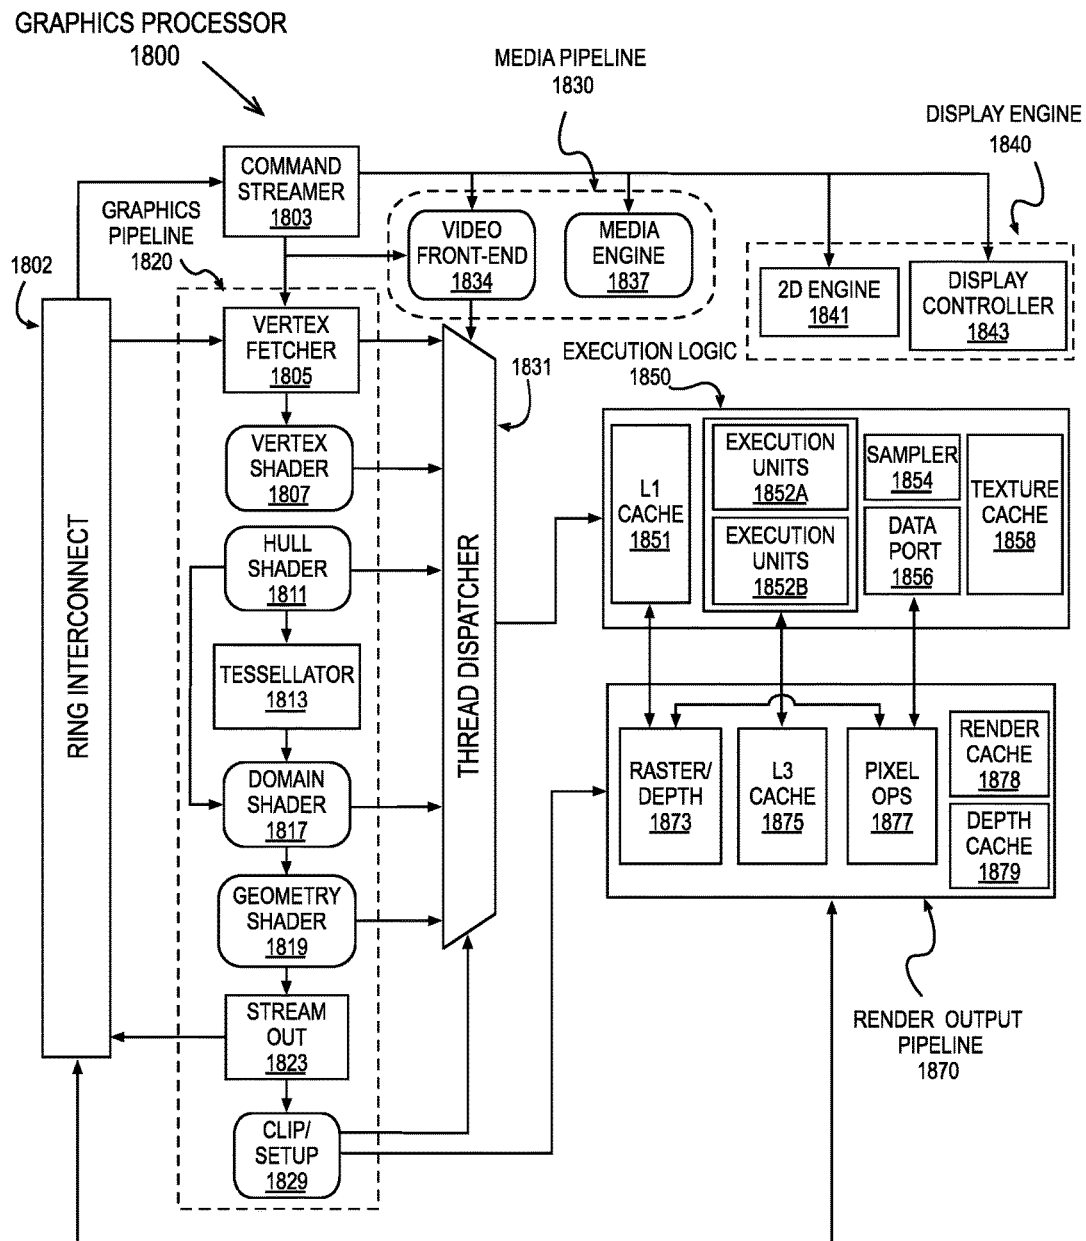 GRAPHICS PROCESSOR
1800
MEDIA PIPELINE
1830
DISPLAY ENGINE
1840
COMMAND
STREAMER
1803
GRAPHICS
PIPELINE
1820
VIDEO
FRONT-END
1834
MEDIA
ENGINE
1837
2D ENGINE
1841
DISPLAY
CONTROLLER
1843
1802
RING INTERCONNECT
VERTEX
FETCHER
1805
VERTEX
SHADER
1807
HULL
SHADER
1811
TESSELLATOR
1813
DOMAIN
SHADER
1817
GEOMETRY
SHADER
1819
STREAM
OUT
1823
CLIP/
SETUP
1829
THREAD DISPATCHER
1831
EXECUTION LOGIC
1850
L1
CACHE
1851
EXECUTION
UNITS
1852A
EXECUTION
UNITS
1852B
SAMPLER
1854
DATA
PORT
1856
TEXTURE
CACHE
1858
RASTER/
DEPTH
1873
L3
CACHE
1875
PIXEL
OPS
1877
RENDER
CACHE
1878
DEPTH
CACHE
1879
RENDER OUTPUT
PIPELINE
1870